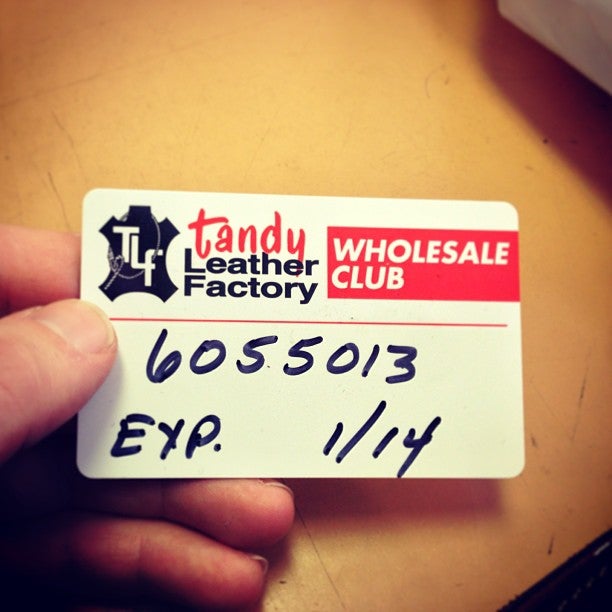 TLf
tandy
Leather
Factory
WHOLESALE
CLUB
6055013
EXP. 1/14